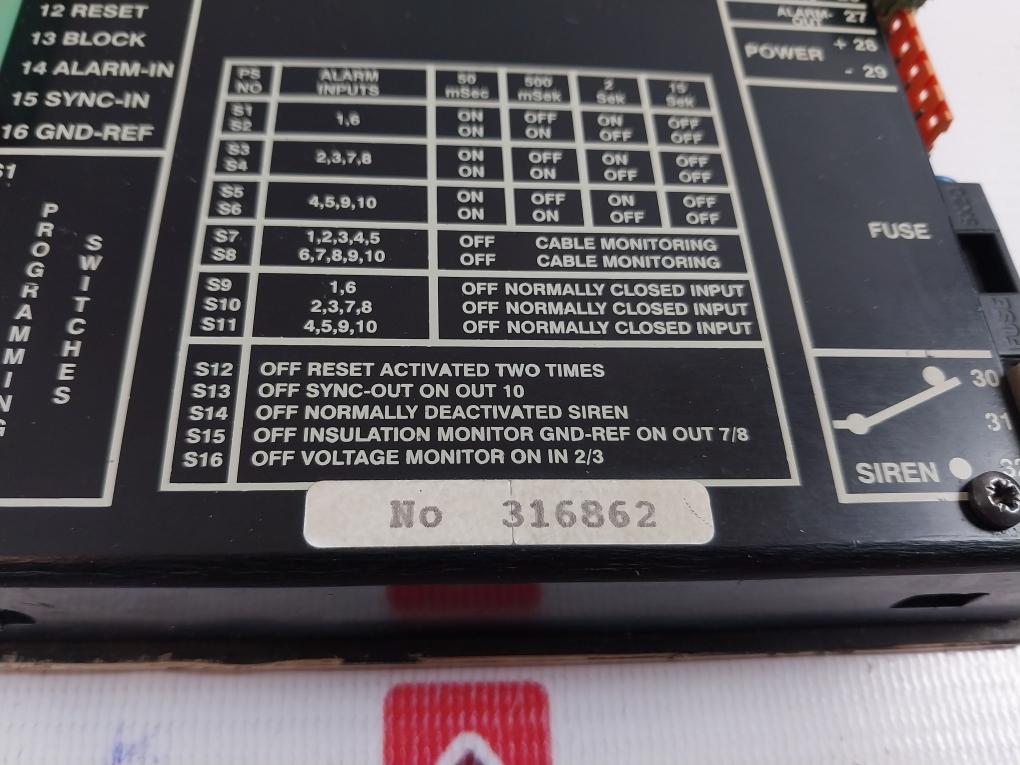 12 RESET
13 BLOCK
14 ALARM-IN
15 SYNC-IN
16 GND-REF
S1
PROGRAMMING
SWITCHES
PS NO ALARM INPUTS 50 mSec 500 mSek 2 Sek 15 Sek
S1 1,6 ON OFF ON OFF
S2 ON ON OFF OFF
S3 2,3,7,8 ON OFF ON OFF
S4 ON ON OFF OFF
S5 4,5,9,10 ON OFF ON OFF
S6 ON ON OFF OFF
S7 1,2,3,4,5 OFF CABLE MONITORING
S8 6,7,8,9,10 OFF CABLE MONITORING
S9 1,6 OFF NORMALLY CLOSED INPUT
S10 2,3,7,8 OFF NORMALLY CLOSED INPUT
S11 4,5,9,10 OFF NORMALLY CLOSED INPUT
S12 OFF RESET ACTIVATED TWO TIMES
S13 OFF SYNC-OUT ON OUT 10
S14 OFF NORMALLY DEACTIVATED SIREN
S15 OFF INSULATION MONITOR GND-REF ON OUT 7/8
S16 OFF VOLTAGE MONITOR ON IN 2/3
No 316862
ALARM-OUT 27
POWER + 28
- 29
FUSE
30
31
SIREN 32